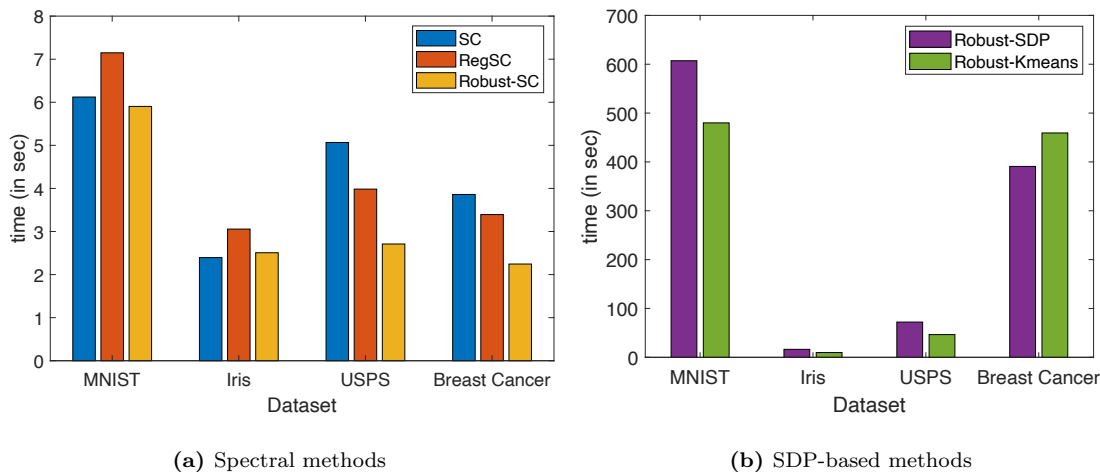 8
7
6
5
4
3
2
1
0
time (in sec)
SC
RegSC
Robust-SC
MNIST Iris USPS Breast Cancer
Dataset
(a) Spectral methods
700
600
500
400
300
200
100
0
time (in sec)
Robust-SDP
Robust-Kmeans
MNIST Iris USPS Breast Cancer
Dataset
(b) SDP-based methods